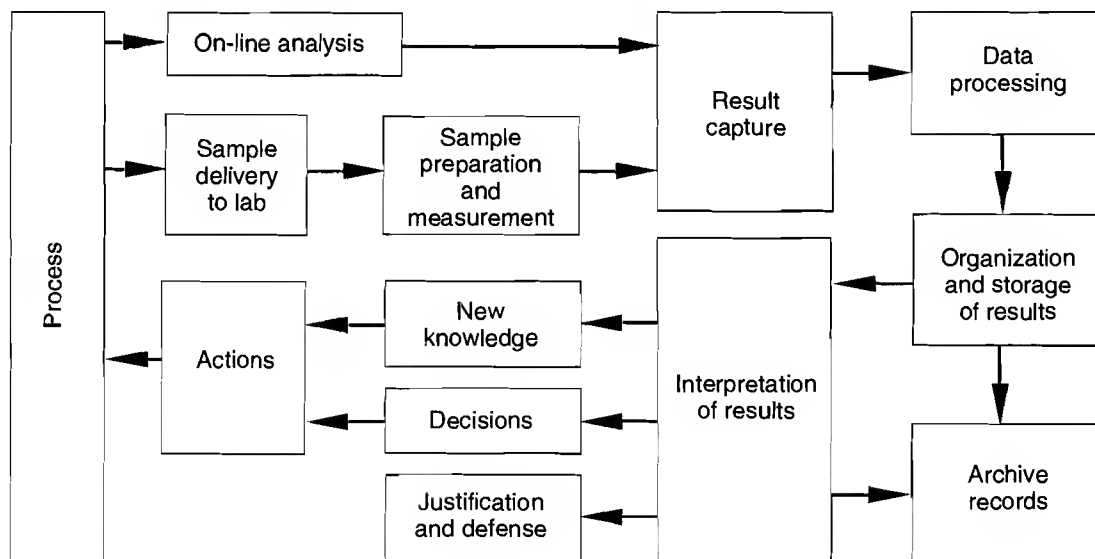 On-line analysis
Data
processing
Result
capture
Sample
delivery
to lab
Sample
preparation
and
measurement
Process
Organization
and storage
of results
New
knowledge
Actions
Interpretation
of results
Decisions
Archive
records
Justification
and defense